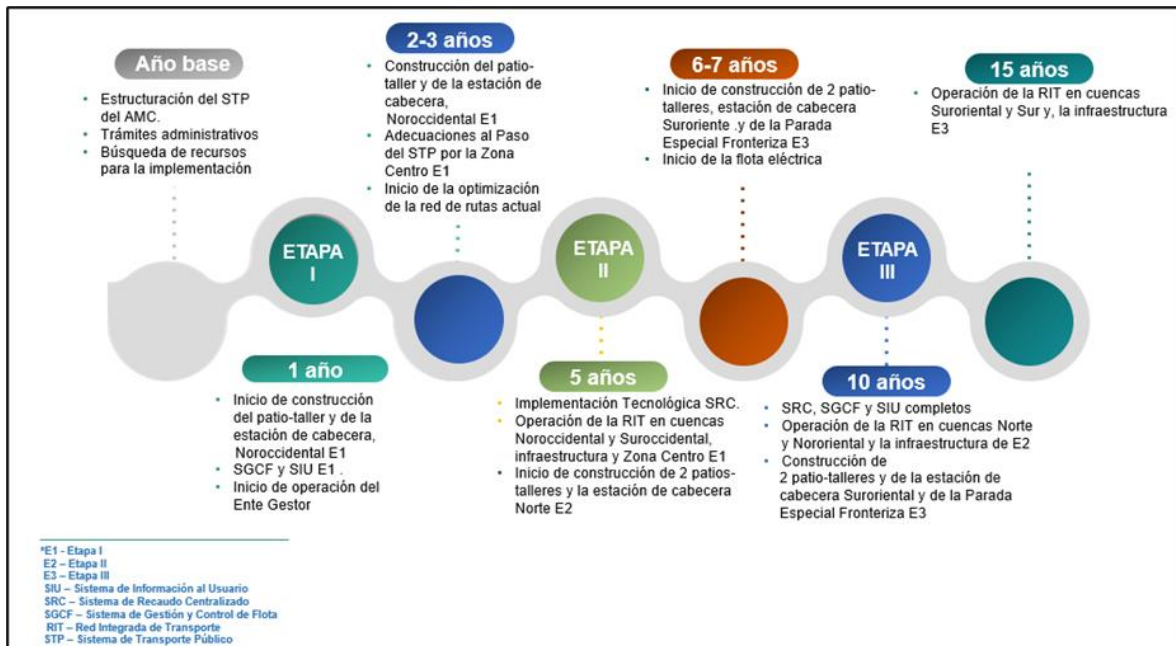 Año base
Estructuración del STP
del AMC.
Trámites administrativos
Búsqueda de recursos
para la implementación
2-3 años
Construcción del patio-
taller y de la estación de
cabecera,
Noroccidental E1
Adecuaciones al Paso
del STP por la Zona
Centro E1
Inicio de la optimización
de la red de rutas actual
6-7 años
Inicio de construcción de 2 patio-
talleres, estación de cabecera
Suroriente .y de la Parada
Especial Fronteriza E3
Inicio de la flota eléctrica
15 años
Operación de la RIT en cuencas
Suroriental y Sur y, la infraestructura
E3
ETAPA
I
ETAPA
II
ETAPA
III
1 año
Inicio de construcción
del patio-taller y de la
estación de cabecera,
Noroccidental E1
SGCF y SIU E1 .
Inicio de operación del
Ente Gestor
5 años
Implementación Tecnológica SRC.
Operación de la RIT en cuencas
Noroccidental y Suroccidental,
infraestructura y Zona Centro E1
Inicio de construcción de 2 patios-
talleres y la estación de cabecera
Norte E2
10 años
SRC, SGCF y SIU completos
Operación de la RIT en cuencas Norte
y Nororiental y la infraestructura de E2
Construcción de
2 patio-talleres y de la estación de
cabecera Suroriental y de la Parada
Especial Fronteriza E3
*E1 - Etapa I
E2 – Etapa II
E3 – Etapa III
SIU – Sistema de Información al Usuario
SRC – Sistema de Recaudo Centralizado
SGCF – Sistema de Gestión y Control de Flota
RIT – Red Integrada de Transporte
STP – Sistema de Transporte Público